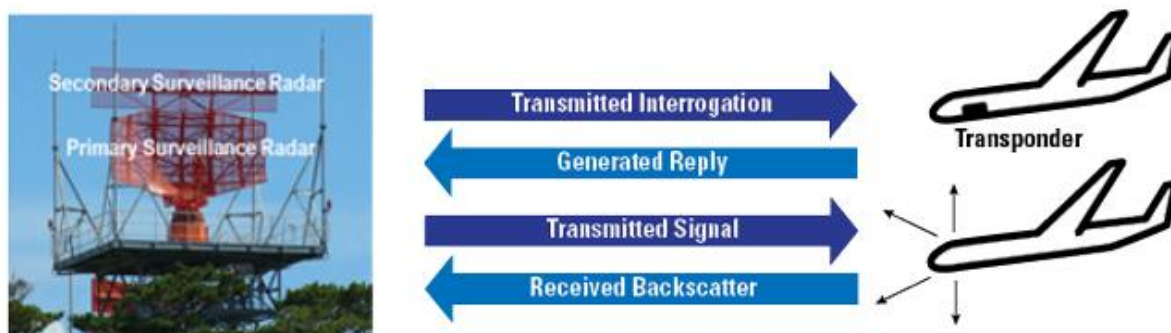 Secondary Surveillance Radar
Primary Surveillance Radar
Transmitted Interrogation
Generated Reply
Transmitted Signal
Received Backscatter
Transponder